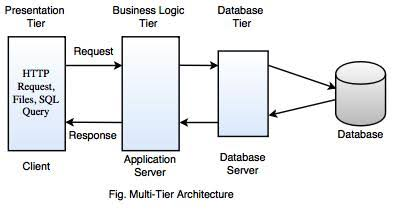 Presentation
Tier
Business Logic
Tier
Database
Tier
HTTP
Request,
Files, SQL
Query
Request
Response
Client
Application
Server
Database
Server
Database
Fig. Multi-Tier Architecture